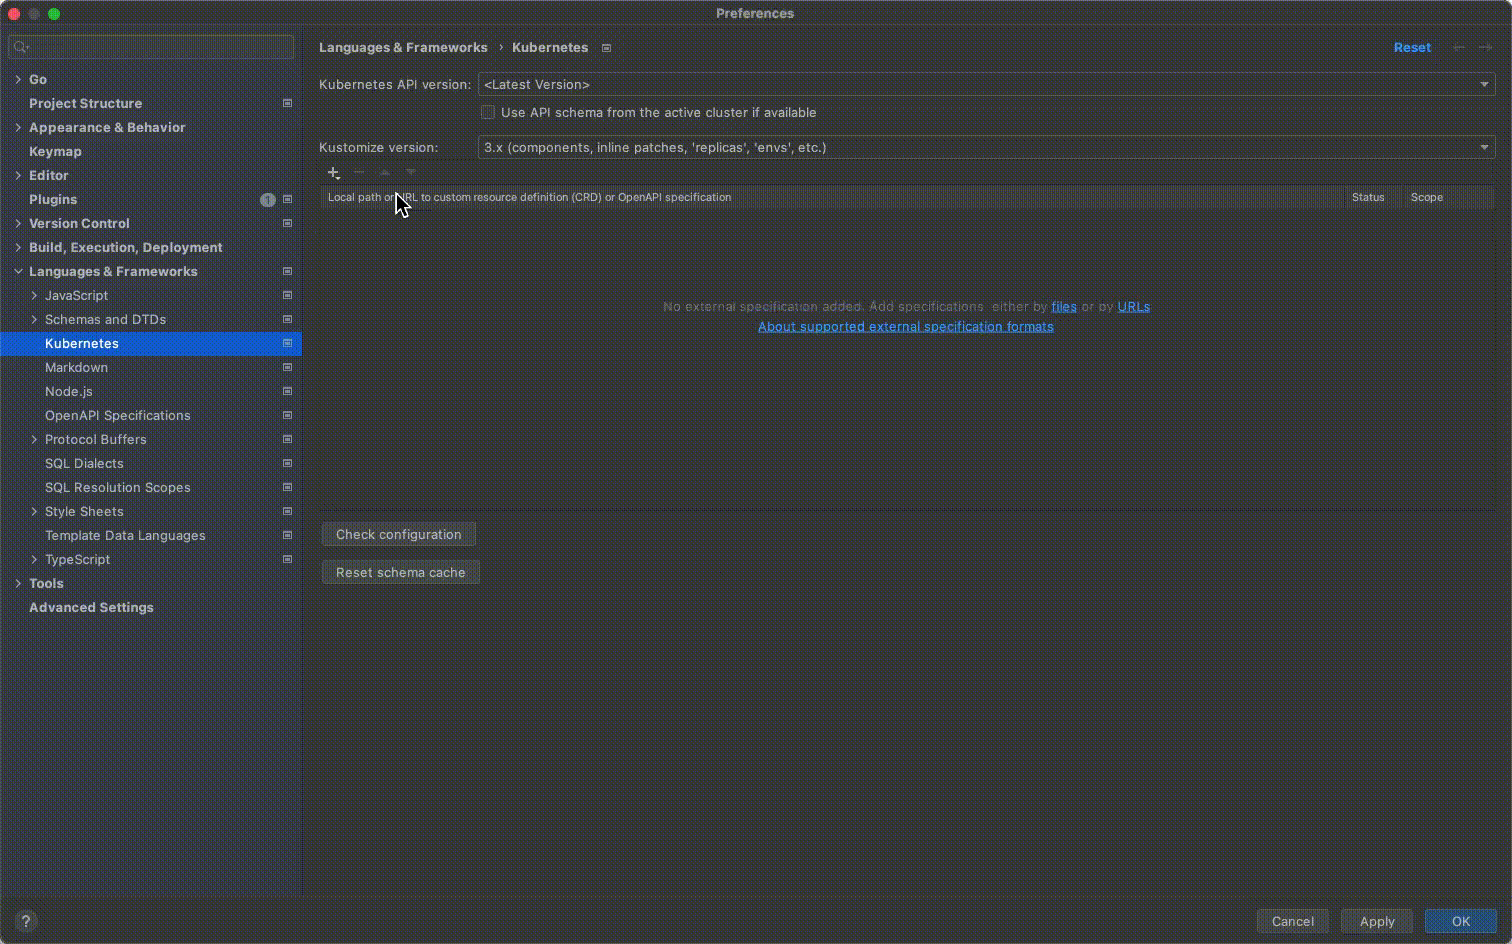 Preferences
Languages & Frameworks › Kubernetes
Reset
Go
Project Structure
Appearance & Behavior
Keymap
Editor
Plugins 1
Version Control
Build, Execution, Deployment
Languages & Frameworks
JavaScript
Schemas and DTDs
Kubernetes
Markdown
Node.js
OpenAPI Specifications
Protocol Buffers
SQL Dialects
SQL Resolution Scopes
Style Sheets
Template Data Languages
TypeScript
Tools
Advanced Settings
Kubernetes API version: <Latest Version>
Use API schema from the active cluster if available
Kustomize version: 3.x (components, inline patches, 'replicas', 'envs', etc.)
Local path or URL to custom resource definition (CRD) or OpenAPI specification Status Scope
No external specification added. Add specifications either by files or by URLs
About supported external specification formats
Check configuration
Reset schema cache
? Cancel Apply OK